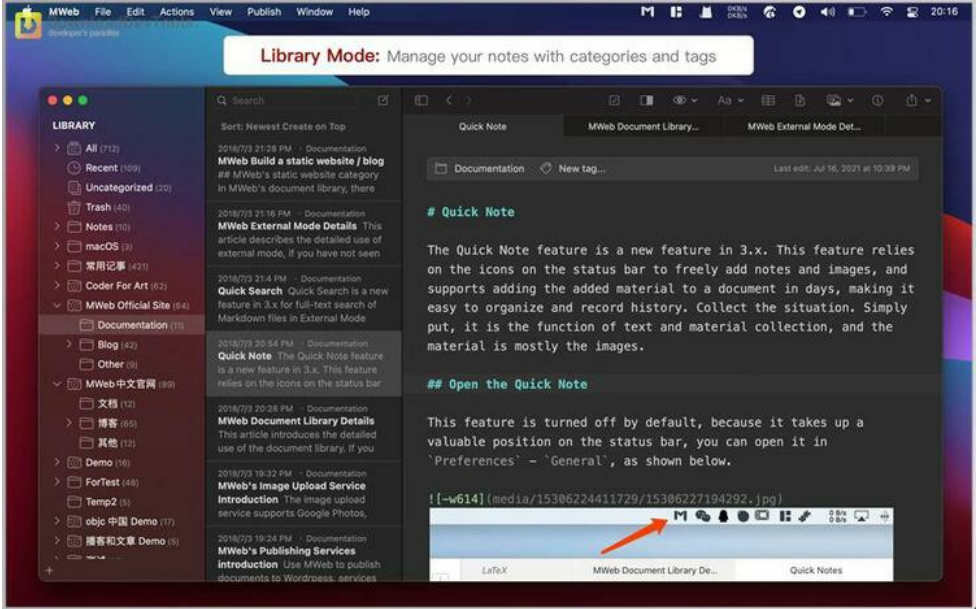 MWeb File Edit Actions View Publish Window Help
0KB/s
0KB/s
20:16
developer's paradise
Library Mode: Manage your notes with categories and tags
LIBRARY
All (712)
Recent (109)
Uncategorized (20)
Trash (40)
Notes (10)
macOS (3)
常用记事 (421)
Coder For Art (62)
MWeb Official Site (64)
Documentation (11)
Blog (42)
Other (9)
MWeb中文官网 (89)
文档 (12)
博客 (65)
其他 (12)
Demo (16)
ForTest (48)
Temp2 (5)
objc 中国 Demo (17)
播客和文章 Demo (5)
Search
Sort: Newest Create on Top
2018/7/3 21:28 PM · Documentation
MWeb Build a static website / blog
## MWeb's static website category
In MWeb's document library, there
2018/7/3 21:16 PM · Documentation
MWeb External Mode Details This
article describes the detailed use of
external mode, if you have not seen
2018/7/3 21:4 PM · Documentation
Quick Search Quick Search is a new
feature in 3.x for full-text search of
Markdown files in External Mode
2018/7/3 20:54 PM · Documentation
Quick Note The Quick Note feature
is a new feature in 3.x. This feature
relies on the icons on the status bar
2018/7/3 20:28 PM · Documentation
MWeb Document Library Details
This article introduces the detailed
use of the document library. If you
2018/7/3 19:32 PM · Documentation
MWeb's Image Upload Service
Introduction The image upload
service supports Google Photos,
2018/7/3 19:24 PM · Documentation
MWeb's Publishing Services
introduction Use MWeb to publish
documents to Wordpress, services
Aa
Quick Note
MWeb Document Library...
MWeb External Mode Det...
Documentation New tag...
Last edit: Jul 16, 2021 at 10:39 PM
# Quick Note
The Quick Note feature is a new feature in 3.x. This feature relies
on the icons on the status bar to freely add notes and images, and
supports adding the added material to a document in days, making it
easy to organize and record history. Collect the situation. Simply
put, it is the function of text and material collection, and the
material is mostly the images.
## Open the Quick Note
This feature is turned off by default, because it takes up a
valuable position on the status bar, you can open it in
`Preferences` - `General`, as shown below.
![-w614](media/15306224411729/15306227194292.jpg)
0 B/s
0 B/s
LaTeX
MWeb Document Library De...
Quick Notes